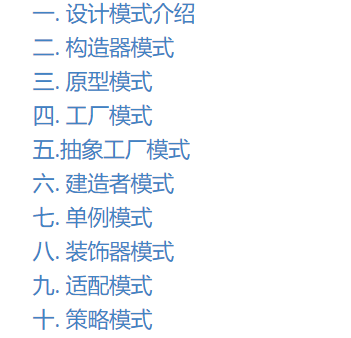 一. 设计模式介绍
二. 构造器模式
三. 原型模式
四. 工厂模式
五.抽象工厂模式
六. 建造者模式
七. 单例模式
八. 装饰器模式
九. 适配模式
十. 策略模式